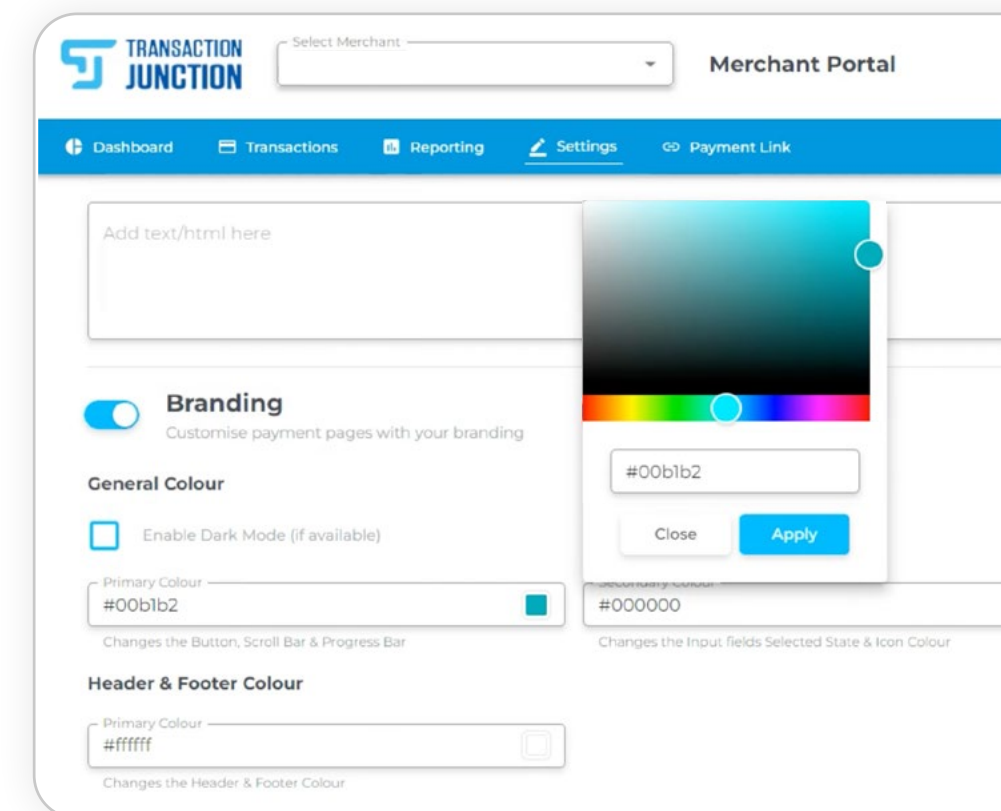 TRANSACTION
JUNCTION
Select Merchant
Merchant Portal
Dashboard
Transactions
Reporting
Settings
Payment Link
Add text/html here
Branding
Customise payment pages with your branding
General Colour
Enable Dark Mode (if available)
#00b1b2
Close
Apply
Primary Colour
#00b1b2
Changes the Button, Scroll Bar & Progress Bar
Secondary Colour
#000000
Changes the Input fields Selected State & Icon Colour
Header & Footer Colour
Primary Colour
#ffffff
Changes the Header & Footer Colour